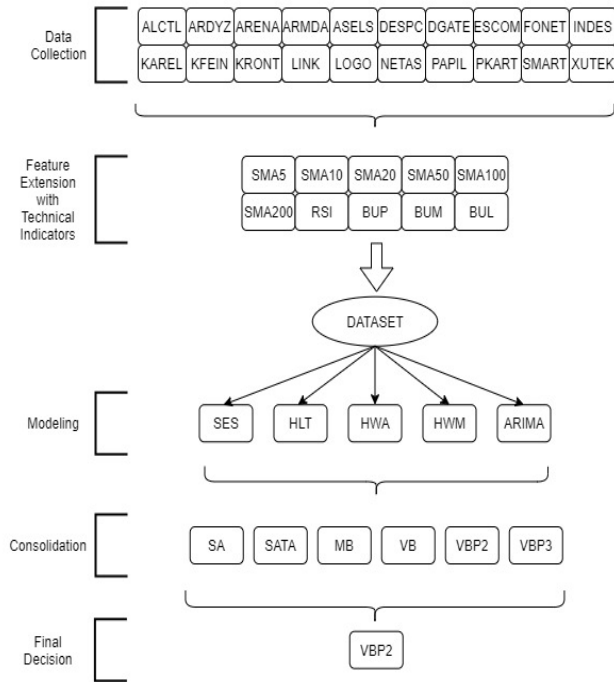 Data
Collection
ALCTL ARDYZ ARENA ARMDA ASELS DESPC DGATE ESCOM FONET INDES
KAREL KFEIN KRONT LINK LOGO NETAS PAPIL PKART SMART XUTEK
Feature
Extension
with
Technical
Indicators
SMA5 SMA10 SMA20 SMA50 SMA100
SMA200 RSI BUP BUM BUL
DATASET
Modeling
SES HLT HWA HWM ARIMA
Consolidation
SA SATA MB VB VBP2 VBP3
Final
Decision
VBP2